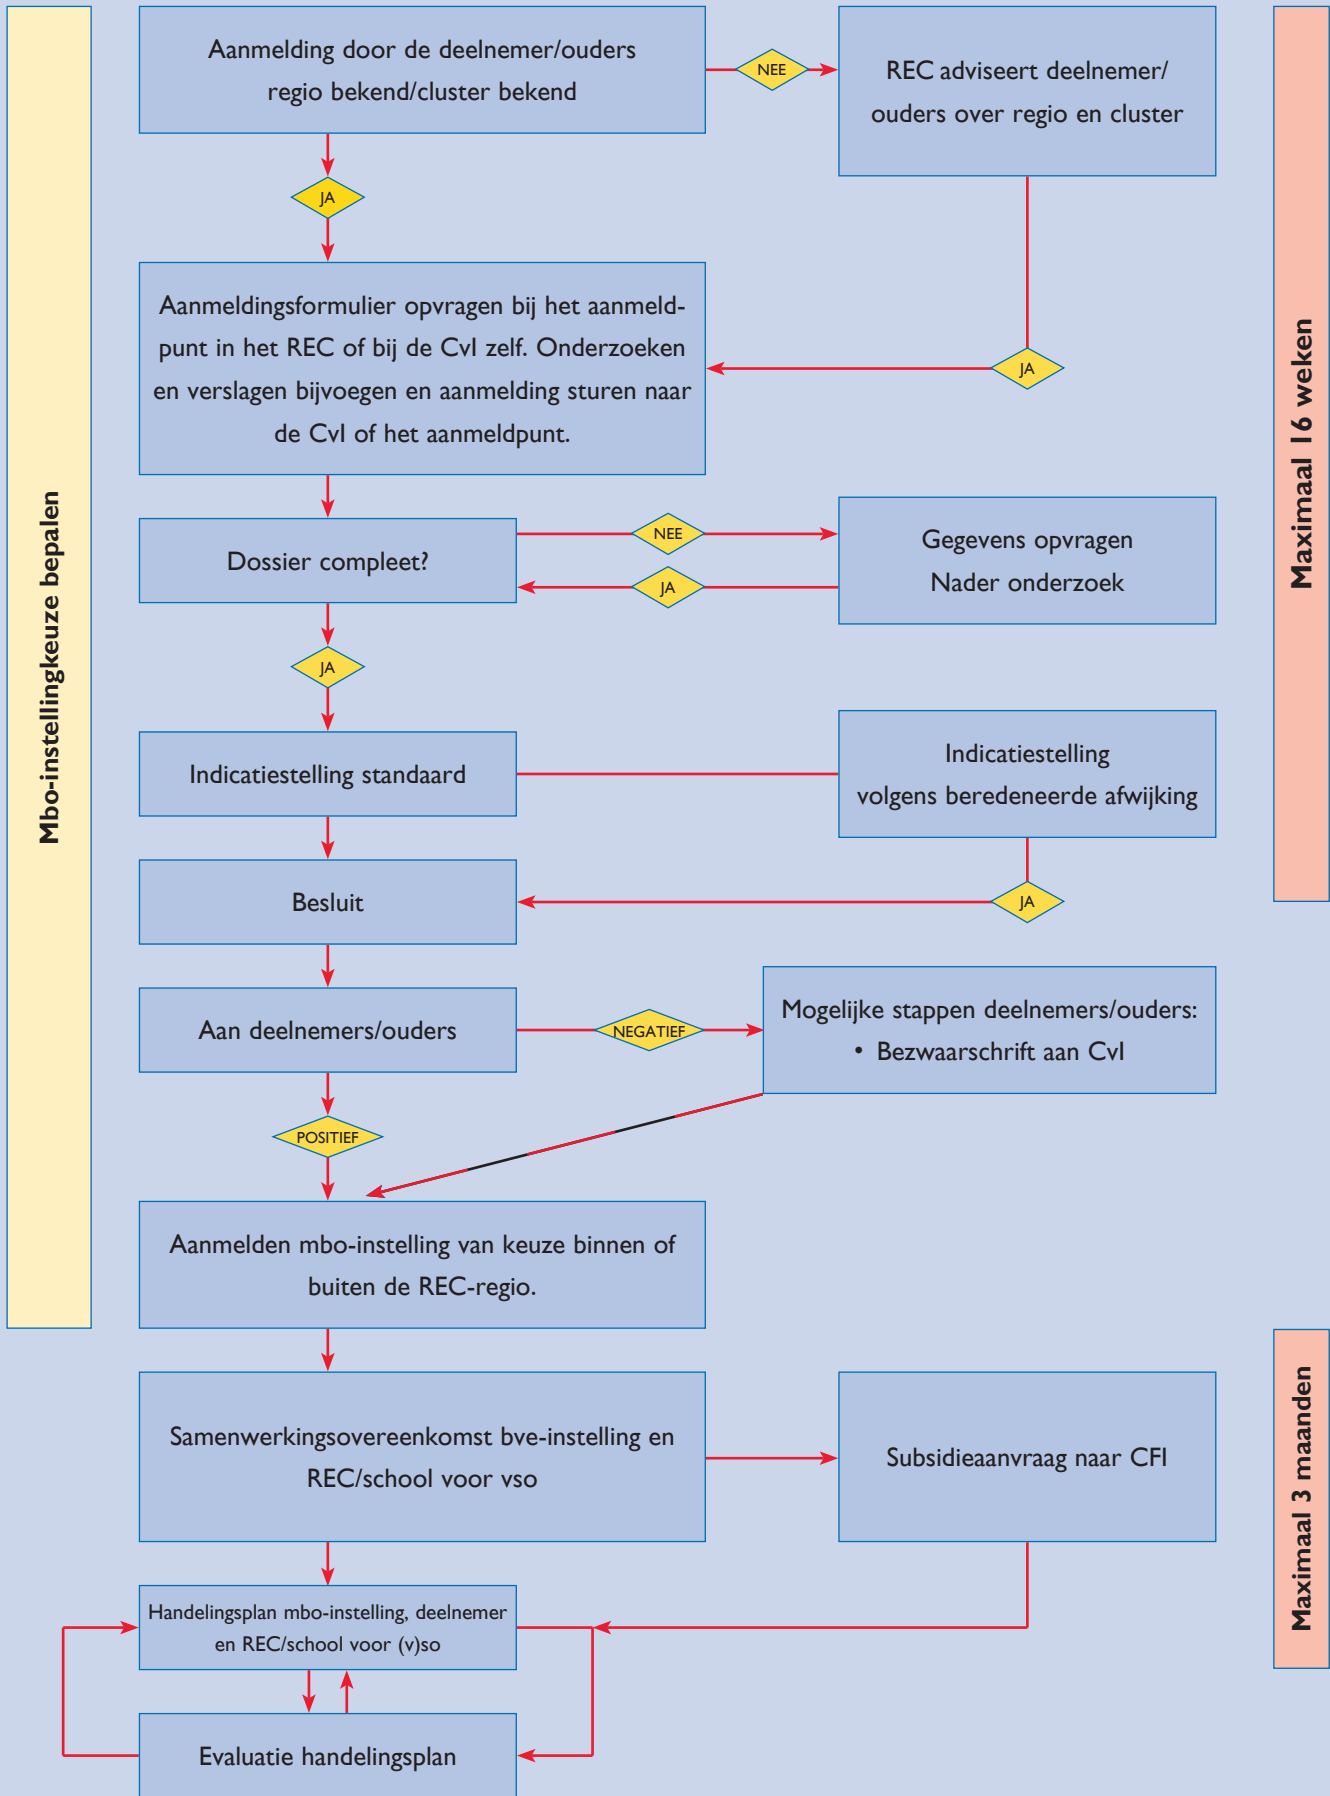 Mbo-instellingkeuze bepalen
Aanmelding door de deelnemer/ouders
regio bekend/cluster bekend
NEE
REC adviseert deelnemer/
ouders over regio en cluster
JA
Aanmeldingsformulier opvragen bij het aanmeld-
punt in het REC of bij de CvI zelf. Onderzoeken
en verslagen bijvoegen en aanmelding sturen naar
de CvI of het aanmeldpunt.
JA
Maximaal 16 weken
Dossier compleet?
NEE
JA
Gegevens opvragen
Nader onderzoek
JA
Indicatiestelling standaard
Indicatiestelling
volgens beredeneerde afwijking
Besluit
JA
Aan deelnemers/ouders
NEGATIEF
Mogelijke stappen deelnemers/ouders:
• Bezwaarschrift aan CvI
POSITIEF
Aanmelden mbo-instelling van keuze binnen of
buiten de REC-regio.
Samenwerkingsovereenkomst bve-instelling en
REC/school voor vso
Subsidieaanvraag naar CFI
Maximaal 3 maanden
Handelingsplan mbo-instelling, deelnemer
en REC/school voor (v)so
Evaluatie handelingsplan